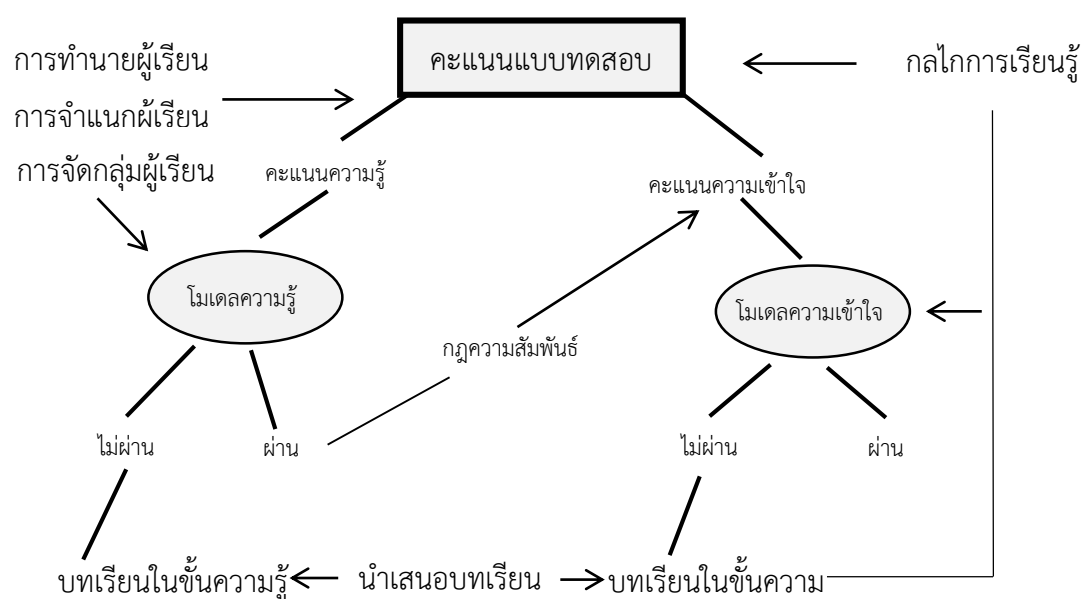 การทำนายผู้เรียน
คะแนนแบบทดสอบ
กลไกการเรียนรู้
การจำแนกผ้เรียน
การจัดกลุ่มผู้เรียน
คะแนนความรู้
คะแนนความเข้าใจ
โมเดลความรู้
โมเดลความเข้าใจ
กฎความสัมพันธ์
ไม่ผ่าน
ผ่าน
ไม่ผ่าน
ผ่าน
บทเรียนในขั้นความรู้
นำเสนอบทเรียน
บทเรียนในขั้นความ